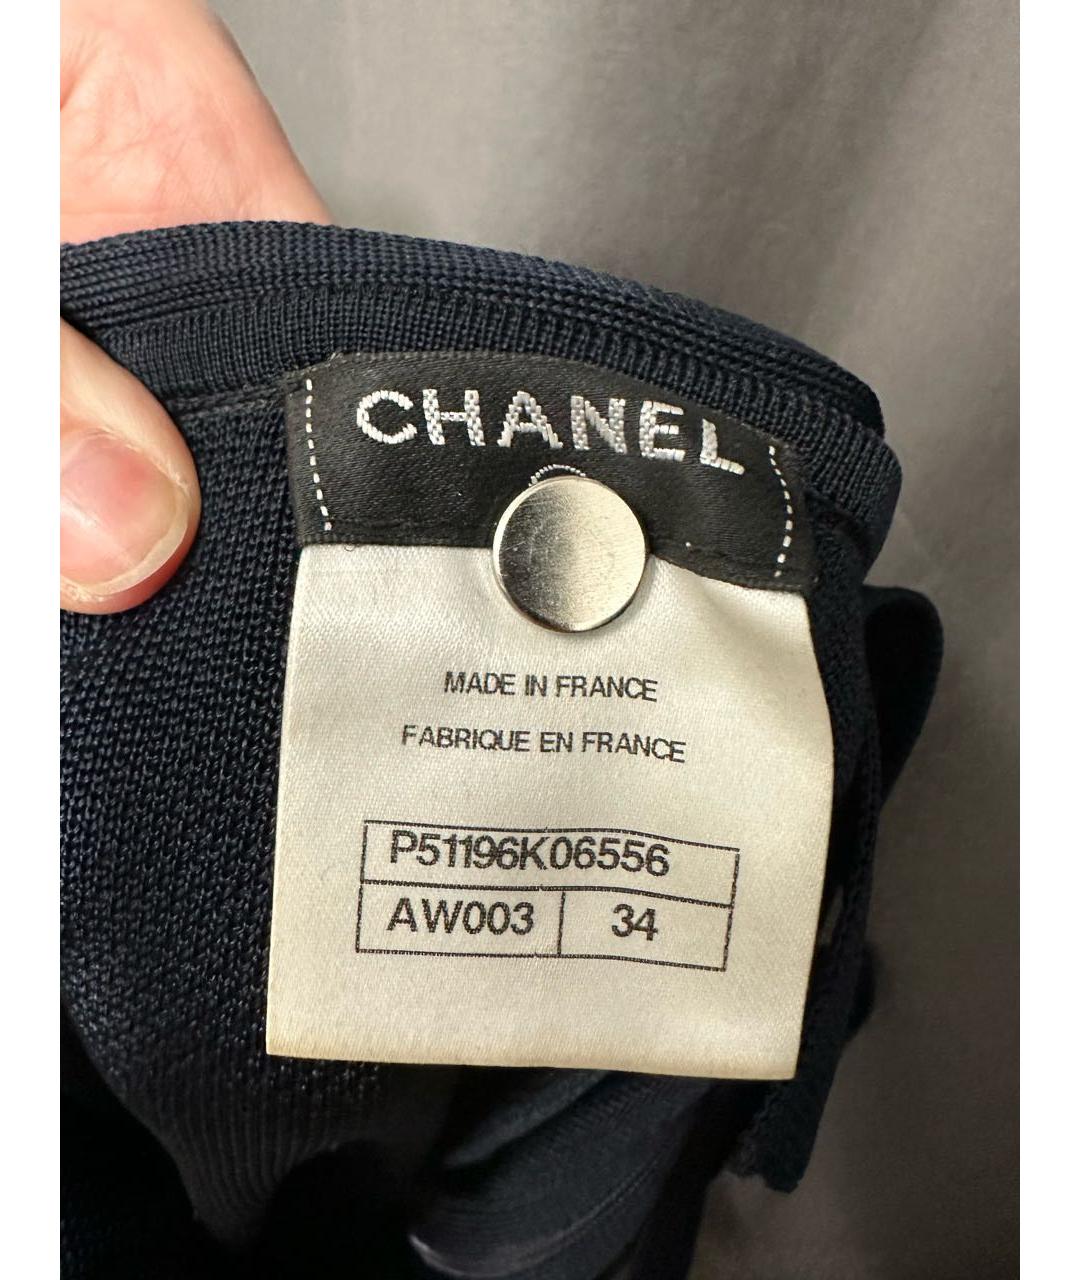 CHANEL
MADE IN FRANCE
FABRIQUE EN FRANCE
P51196K06556
AW003 34